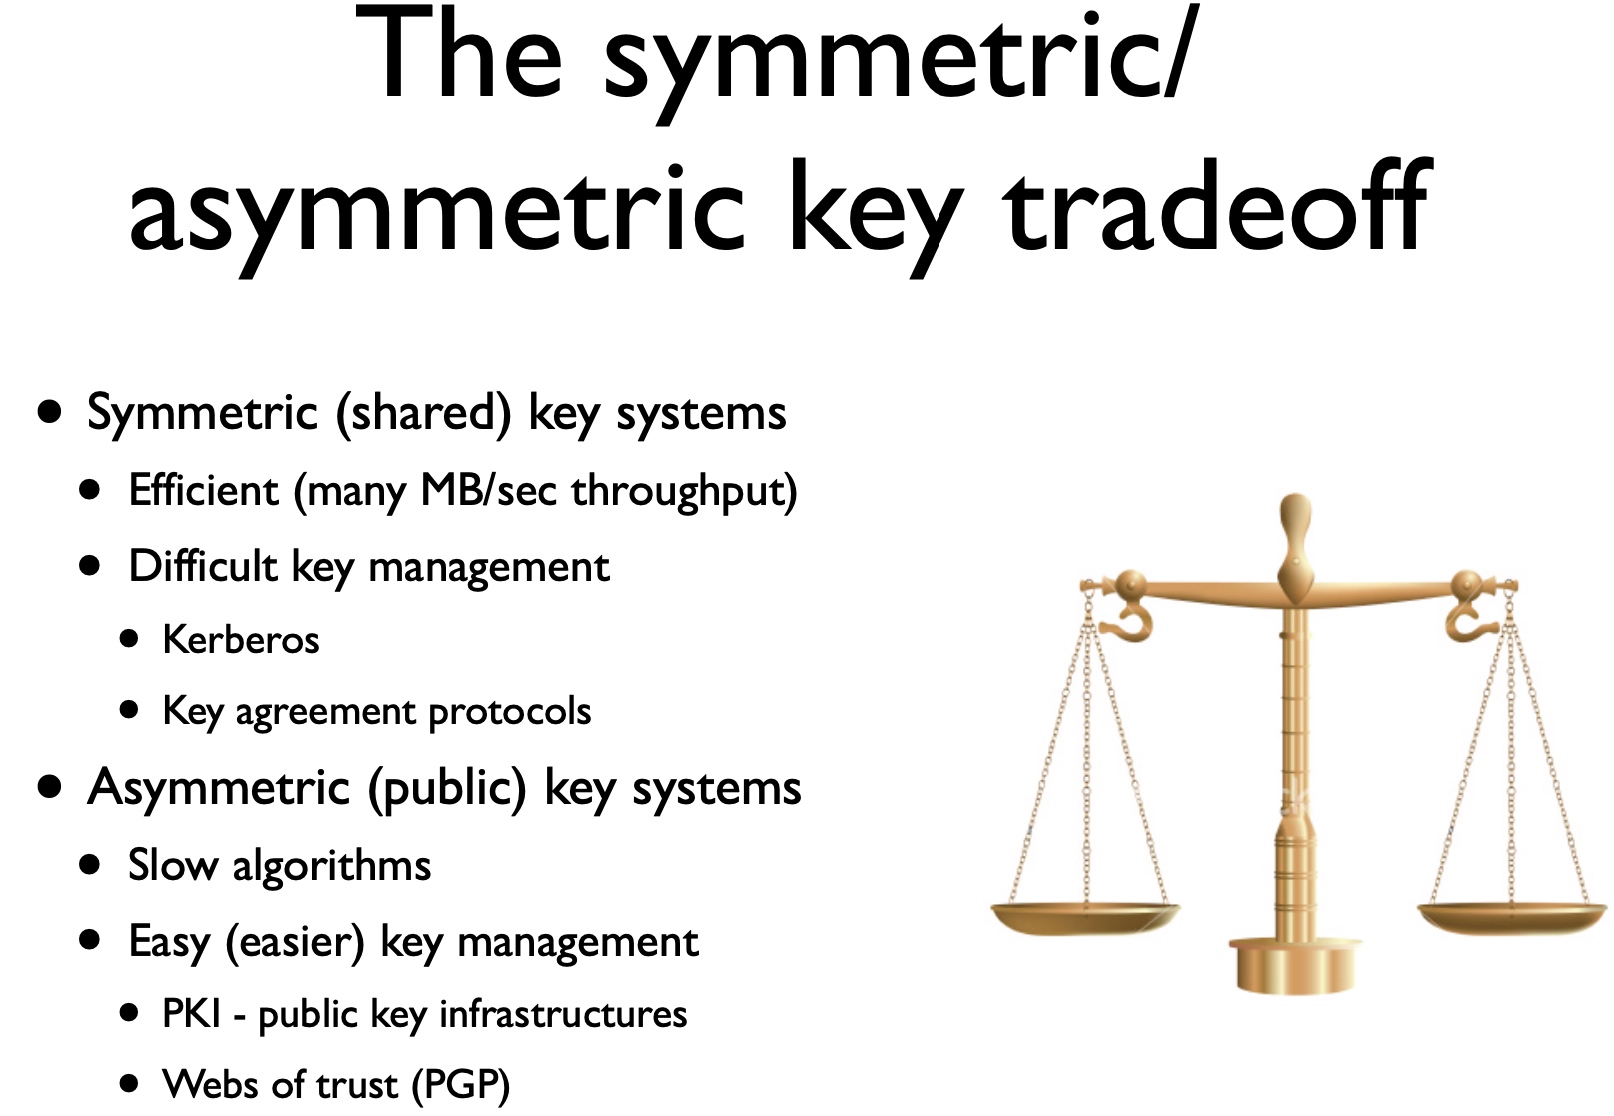 The symmetric/
asymmetric key tradeoff
• Symmetric (shared) key systems
• Efficient (many MB/sec throughput)
• Difficult key management
• Kerberos
• Key agreement protocols
• Asymmetric (public) key systems
• Slow algorithms
• Easy (easier) key management
• PKI - public key infrastructures
• Webs of trust (PGP)